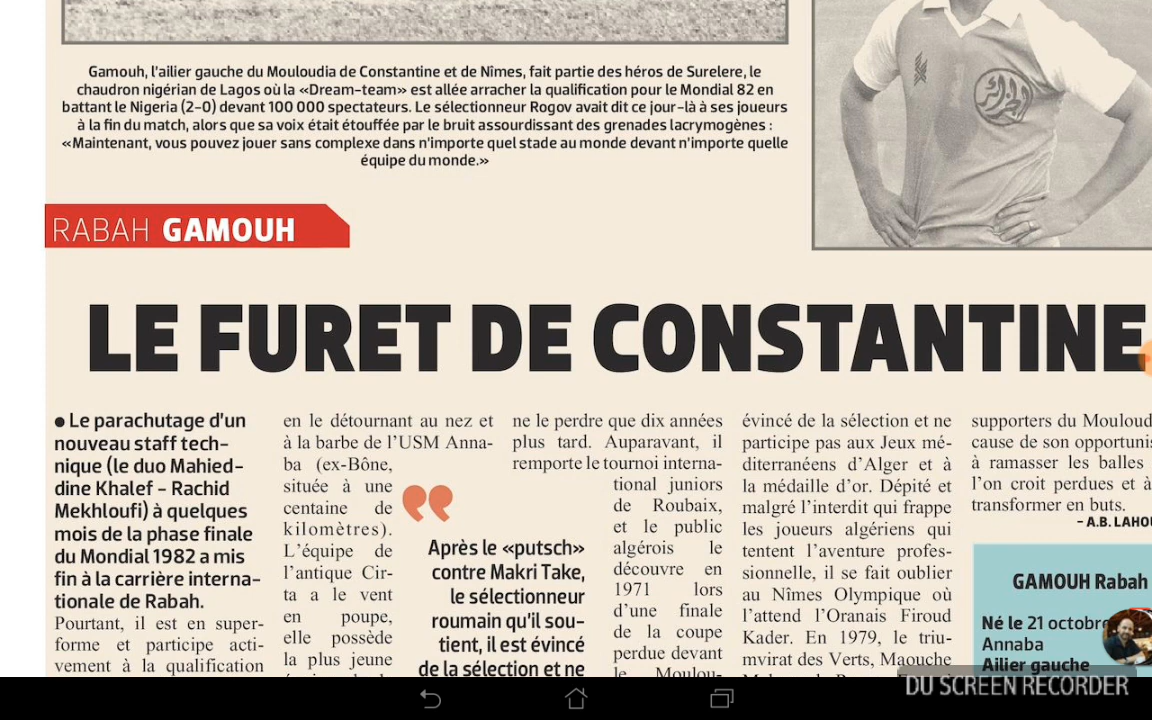 Gamouh, l'ailier gauche du Mouloudia de Constantine et de Nîmes, fait partie des héros de Surelere, le
chaudron nigérian de Lagos où la «Dream-team» est allée arracher la qualification pour le Mondial 82 en
battant le Nigeria (2-0) devant 100 000 spectateurs. Le sélectionneur Rogov avait dit ce jour-là à ses joueurs
à la fin du match, alors que sa voix était étouffée par le bruit assourdissant des grenades lacrymogènes :
«Maintenant, vous pouvez jouer sans complexe dans n'importe quel stade au monde devant n'importe quelle
équipe du monde.»
RABAH GAMOUH
LE FURET DE CONSTANTINE
● Le parachutage d'un
nouveau staff tech-
nique (le duo Mahied-
dine Khalef - Rachid
Mekhloufi) à quelques
mois de la phase finale
du Mondial 1982 a mis
fin à la carrière interna-
tionale de Rabah.
Pourtant, il est en super-
forme et participe acti-
vement à la qualification
en le détournant au nez et
à la barbe de l'USM Anna-
ba (ex-Bône,
située à une
centaine de
kilomètres).
L'équipe de
l'antique Cir-
ta a le vent
en poupe,
elle possède
la plus jeune
Après le «putsch»
contre Makri Take,
le sélectionneur
roumain qu'il sou-
tient, il est évincé
de la sélection et ne
ne le perdre que dix années
plus tard. Auparavant, il
remporte le tournoi interna-
tional juniors
de Roubaix,
et le public
algérois le
découvre en
1971 lors
d'une finale
de la coupe
perdue devant
le Moulou-
évincé de la sélection et ne
participe pas aux Jeux mé-
diterranéens d'Alger et à
la médaille d'or. Dépité et
malgré l'interdit qui frappe
les joueurs algériens qui
tentent l'aventure profes-
sionnelle, il se fait oublier
au Nîmes Olympique où
l'attend l'Oranais Firoud
Kader. En 1979, le triu-
mvirat des Verts, Maouche
supporters du Mouloud
cause de son opportunis
à ramasser les balles
l'on croit perdues et à
transformer en buts.
- A.B. LAHOU
GAMOUH Rabah
Né le 21 octobre
Annaba
Ailier gauche
DU SCREEN RECORDER